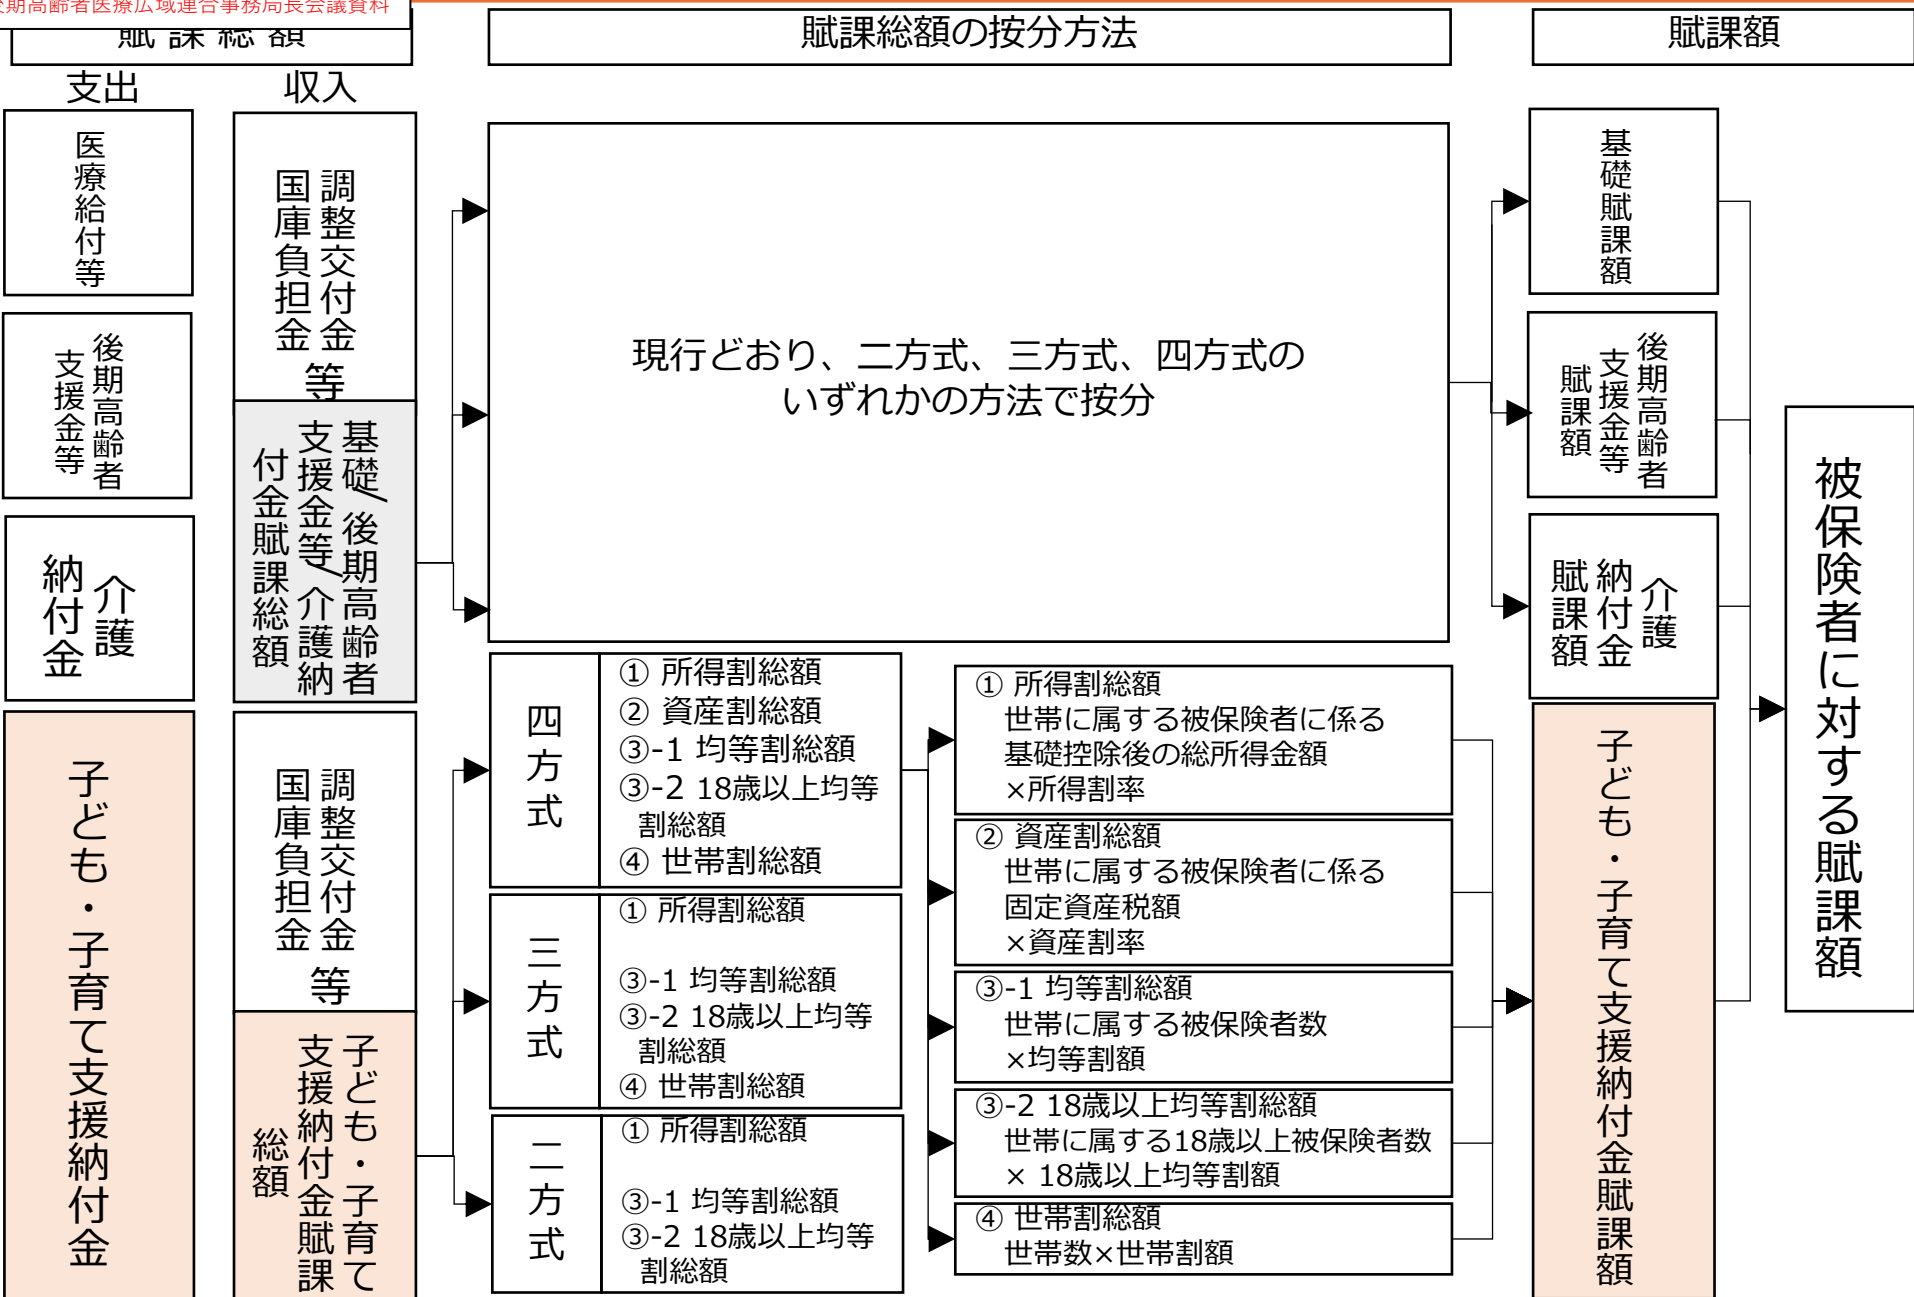 後期高齢者医療広域連合事務局長会議資料
賦課総額
賦課総額の按分方法
賦課額
支出
収入
医療給付等
後期高齢者
支援金等
介護
納付金
子ども・子育て支援納付金
調整交付金
国庫負担金
等
基礎/後期高齢者
支援金等/介護納
付金賦課総額
調整交付金
国庫負担金
等
子ども・子育て
支援納付金賦課
総額
現行どおり、二方式、三方式、四方式の
いずれかの方法で按分
四方式
① 所得割総額
② 資産割総額
③-1 均等割総額
③-2 18歳以上均等
割総額
④ 世帯割総額
三方式
① 所得割総額
③-1 均等割総額
③-2 18歳以上均等
割総額
④ 世帯割総額
二方式
① 所得割総額
③-1 均等割総額
③-2 18歳以上均等
割総額
① 所得割総額
世帯に属する被保険者に係る
基礎控除後の総所得金額
×所得割率
② 資産割総額
世帯に属する被保険者に係る
固定資産税額
×資産割率
③-1 均等割総額
世帯に属する被保険者数
×均等割額
③-2 18歳以上均等割総額
世帯に属する18歳以上被保険者数
× 18歳以上均等割額
④ 世帯割総額
世帯数×世帯割額
基礎賦課額
後期高齢者
支援金等
賦課額
介護
納付金
賦課額
子ども・子育て支援納付金賦課額
被保険者に対する賦課額